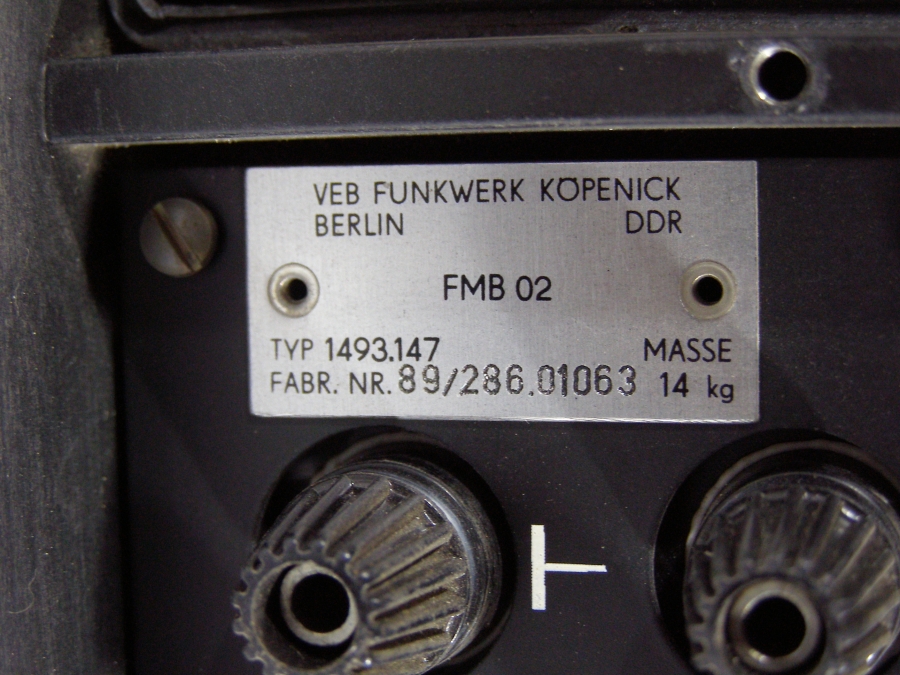 VEB FUNKWERK KÖPENICK
BERLIN DDR
FMB 02
TYP 1493.147 MASSE
FABR. NR. 89/286.01063 14 kg